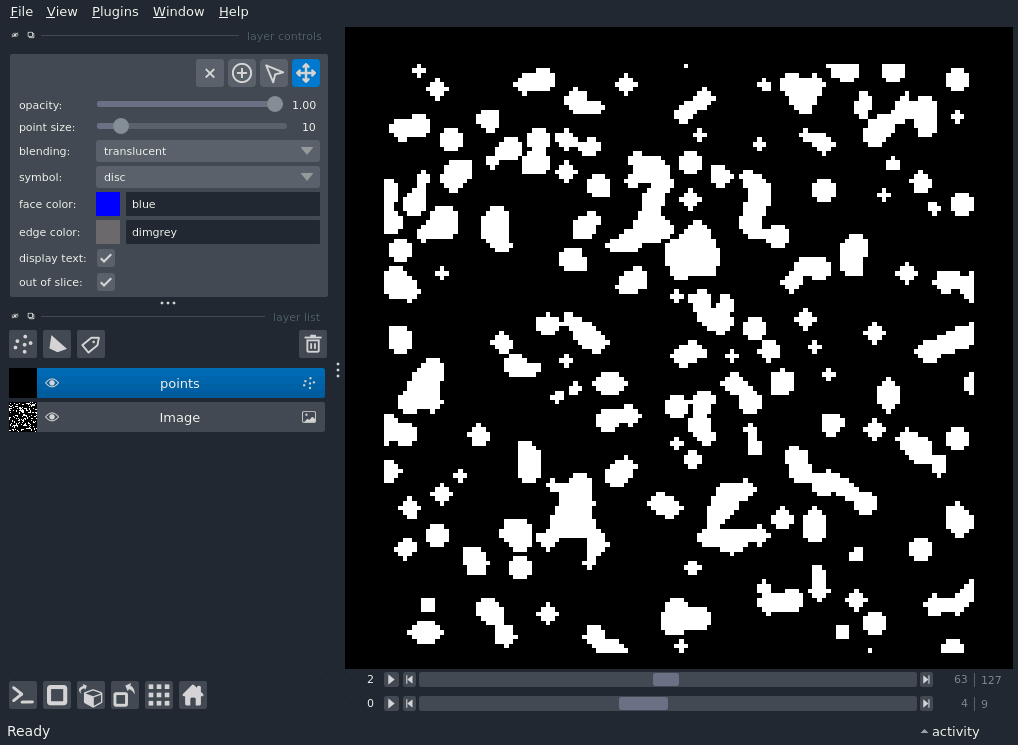 File View Plugins Window Help
layer controls
opacity: 1.00
point size: 10
blending: translucent
symbol: disc
face color: blue
edge color: dimgrey
display text:
out of slice:
layer list
points
Image
2 63 127
0 4 9
Ready activity